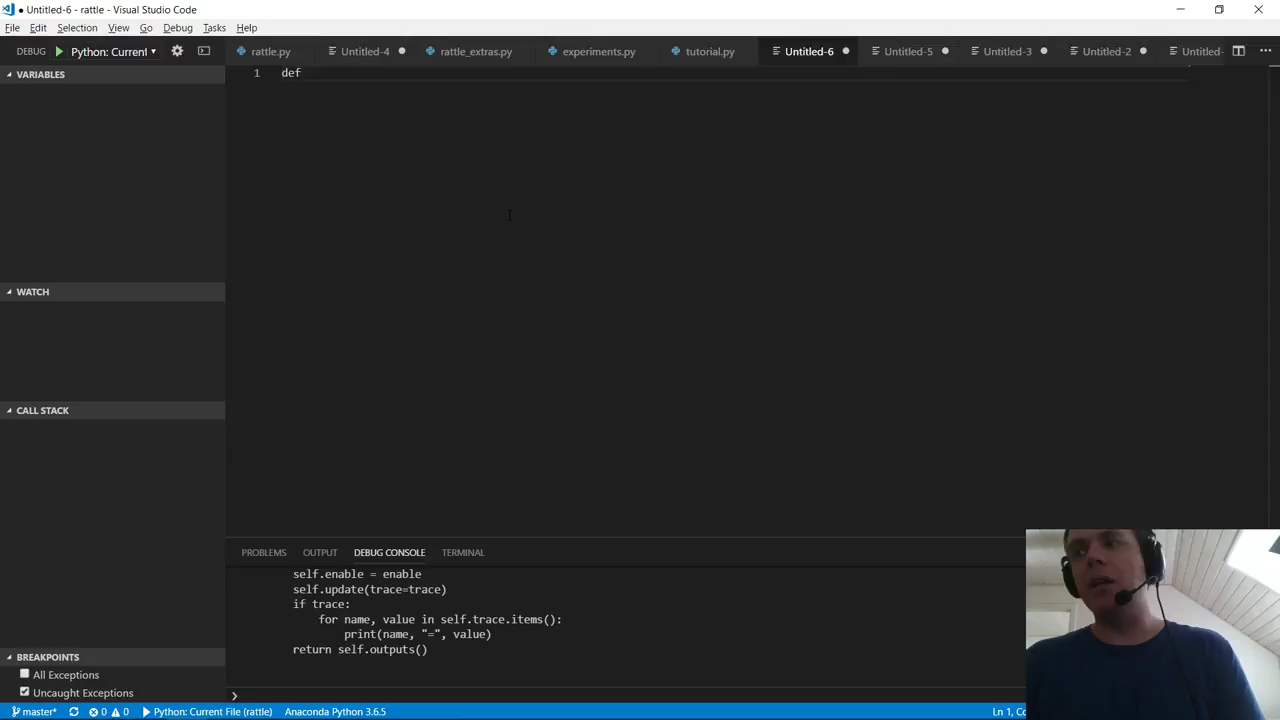 ● Untitled-6 - rattle - Visual Studio Code
File Edit Selection View Go Debug Tasks Help
DEBUG Python: Current rattle.py Untitled-4 rattle_extras.py experiments.py tutorial.py Untitled-6 Untitled-5 Untitled-3 Untitled-2 Untitled-
VARIABLES
1 def
WATCH
CALL STACK
PROBLEMS OUTPUT DEBUG CONSOLE TERMINAL
self.enable = enable
self.update(trace=trace)
if trace:
for name, value in self.trace.items():
print(name, "=", value)
return self.outputs()
BREAKPOINTS
All Exceptions
Uncaught Exceptions
master* 0 0 Python: Current File (rattle) Anaconda Python 3.6.5 Ln 1, Co